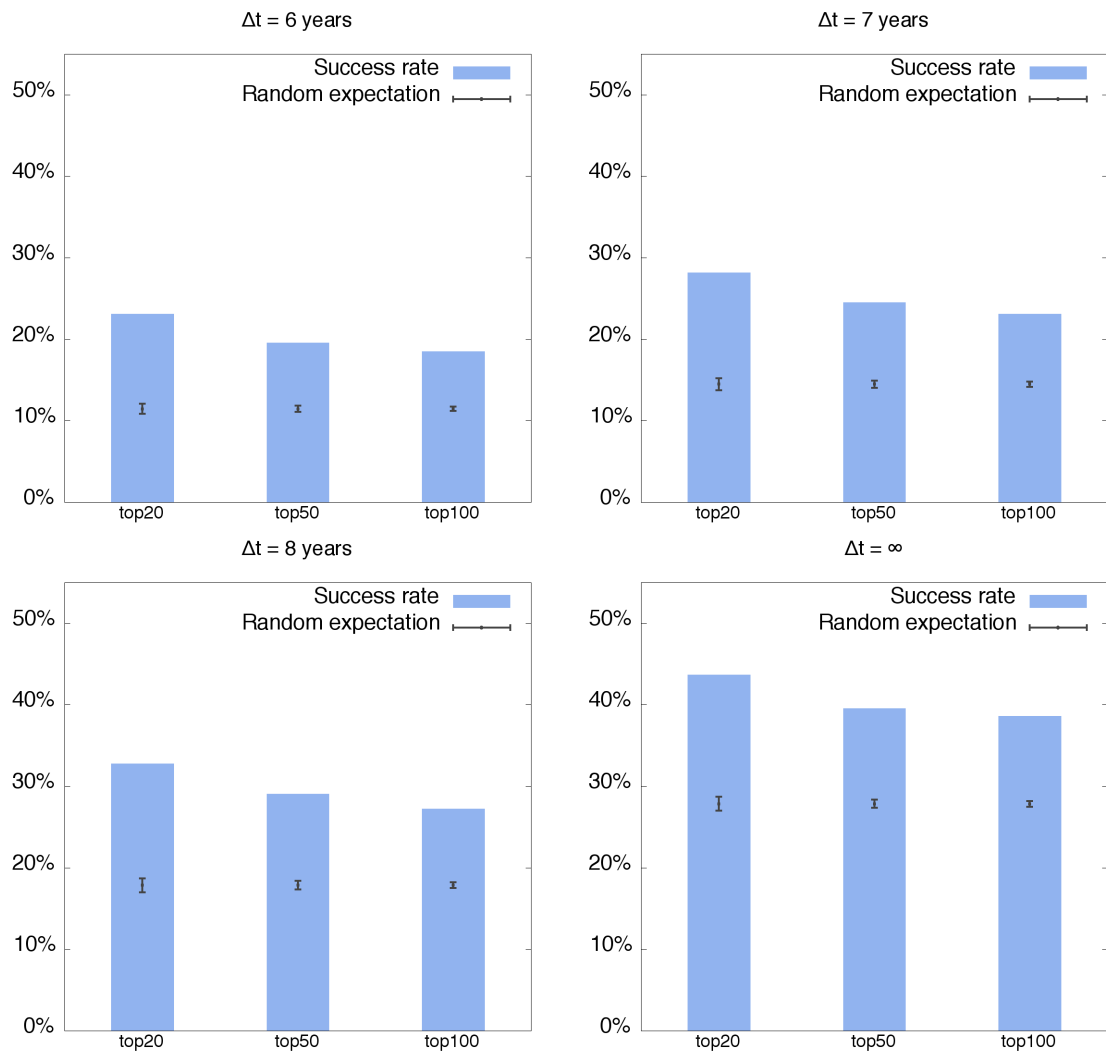 Δt = 6 years
Success rate
Random expectation
50%
40%
30%
20%
10%
0%
top20 top50 top100
Δt = 7 years
Success rate
Random expectation
50%
40%
30%
20%
10%
0%
top20 top50 top100
Δt = 8 years
Success rate
Random expectation
50%
40%
30%
20%
10%
0%
top20 top50 top100
Δt = ∞
Success rate
Random expectation
50%
40%
30%
20%
10%
0%
top20 top50 top100